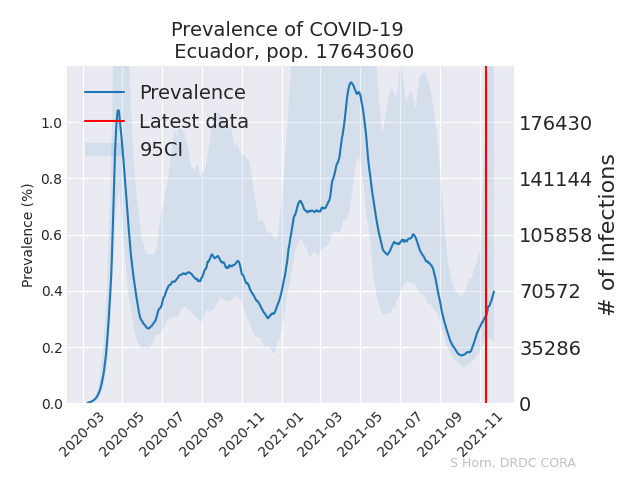 Prevalence of COVID-19
Ecuador, pop. 17643060
Prevalence
Latest data
95CI
Prevalence (%)
1.0
0.8
0.6
0.4
0.2
0.0
176430
141144
105858
70572
35286
0
# of infections
2020-03
2020-05
2020-07
2020-09
2020-11
2021-01
2021-03
2021-05
2021-07
2021-09
2021-11
S Horn, DRDC CORA